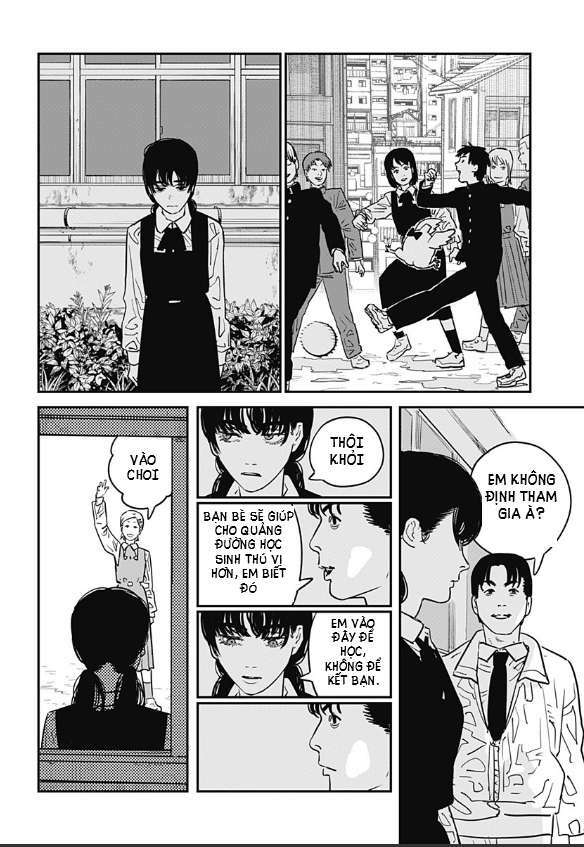 EM KHÔNG
ĐỊNH THAM
GIA À?
THÔI
KHỎI
BẠN BÈ SẼ GIÚP
CHO QUÃNG
ĐƯỜNG HỌC
SINH THÚ VỊ
HƠN, EM BIẾT
ĐÓ
EM VÀO
ĐÂY ĐỂ
HỌC,
KHÔNG ĐỂ
KẾT BẠN.
VÀO
CHƠI